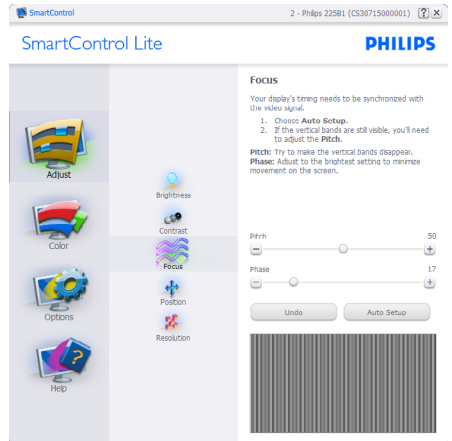 SmartControl
2 - Philips 225B1 (CS30715000001)
? x
SmartControl Lite
PHILIPS
Adjust
Color
Options
Help
Brightness
Contrast
Focus
Position
Resolution
Focus
Your display's timing needs to be synchronized with
the video signal.
1. Choose Auto Setup.
2. If the vertical bands are still visible, you'll need
to adjust the Pitch.
Pitch: Try to make the vertical bands disappear.
Phase: Adjust to the brightest setting to minimize
movement on the screen.
Pitch 50
Phase 17
Undo Auto Setup